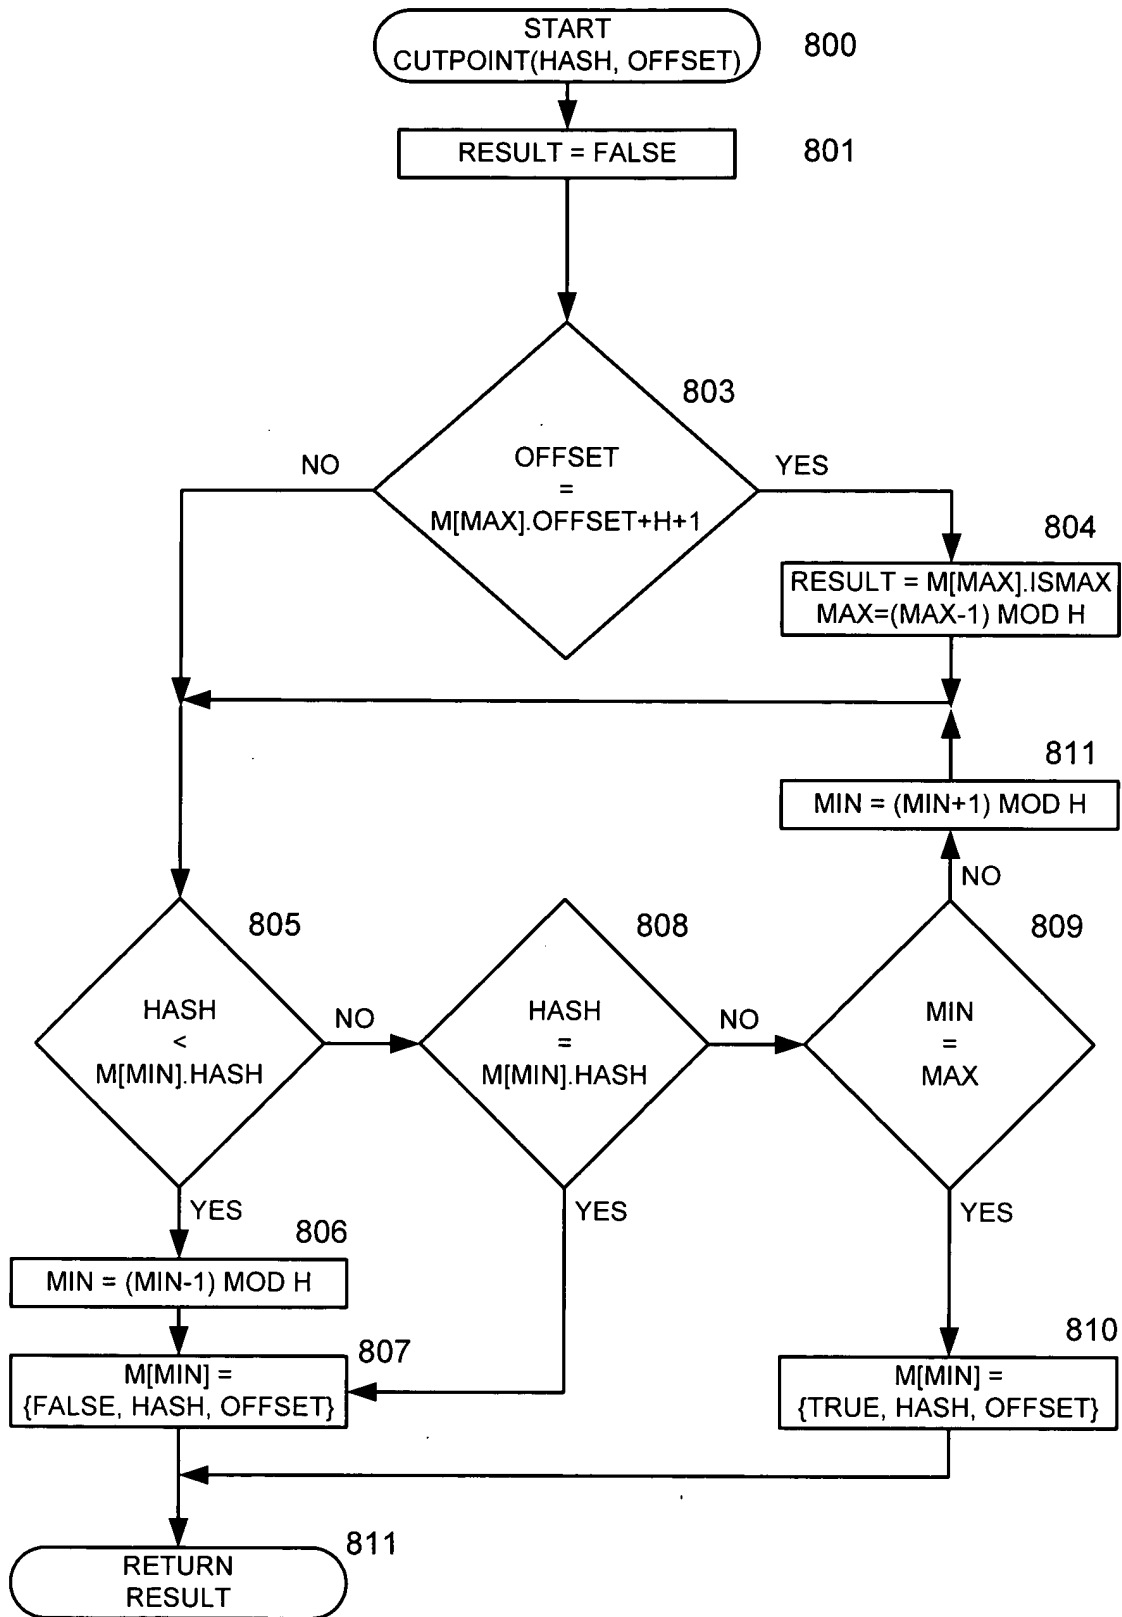 START
CUTPOINT(HASH, OFFSET)
800
RESULT = FALSE
801
803
OFFSET
=
M[MAX].OFFSET+H+1
NO
YES
804
RESULT = M[MAX].ISMAX
MAX=(MAX-1) MOD H
811
MIN = (MIN+1) MOD H
NO
805
HASH
<
M[MIN].HASH
NO
808
HASH
=
M[MIN].HASH
NO
809
MIN
=
MAX
YES
YES
YES
806
MIN = (MIN-1) MOD H
807
M[MIN] =
{FALSE, HASH, OFFSET}
810
M[MIN] =
{TRUE, HASH, OFFSET}
811
RETURN
RESULT